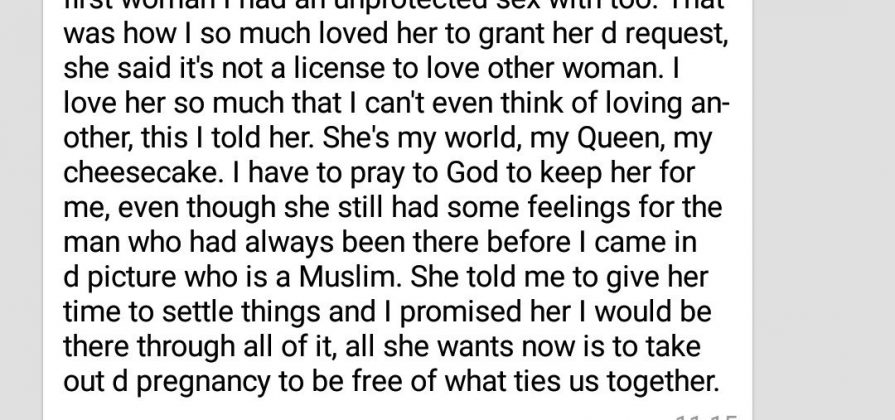 first woman I had an unprotected sex with too. That
was how I so much loved her to grant her d request,
she said it's not a license to love other woman. I
love her so much that I can't even think of loving an-
other, this I told her. She's my world, my Queen, my
cheesecake. I have to pray to God to keep her for
me, even though she still had some feelings for the
man who had always been there before I came in
d picture who is a Muslim. She told me to give her
time to settle things and I promised her I would be
there through all of it, all she wants now is to take
out d pregnancy to be free of what ties us together.